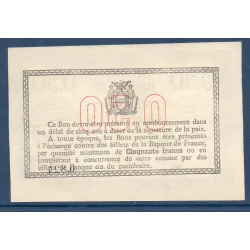 0.50
Ce Bon devra être présenté au remboursement dans
un délai de cinq ans à dater de la signature de la paix.
A toute époque, les Bons pourront être présentés
à l'échange contre des billets de la Banque de France,
par quantité minimum de Cinquante francs ou en
complétant à concurrence de cette somme par des
billets de banque ou du numéraire.